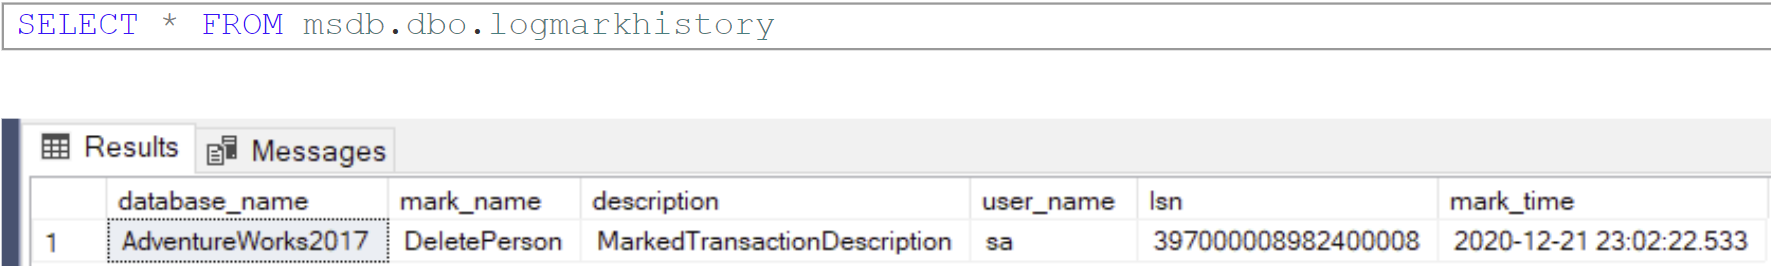 SELECT * FROM msdb.dbo.logmarkhistory
Results Messages
database_name mark_name description user_name lsn mark_time
1 AdventureWorks2017 DeletePerson MarkedTransactionDescription sa 397000008982400008 2020-12-21 23:02:22.533